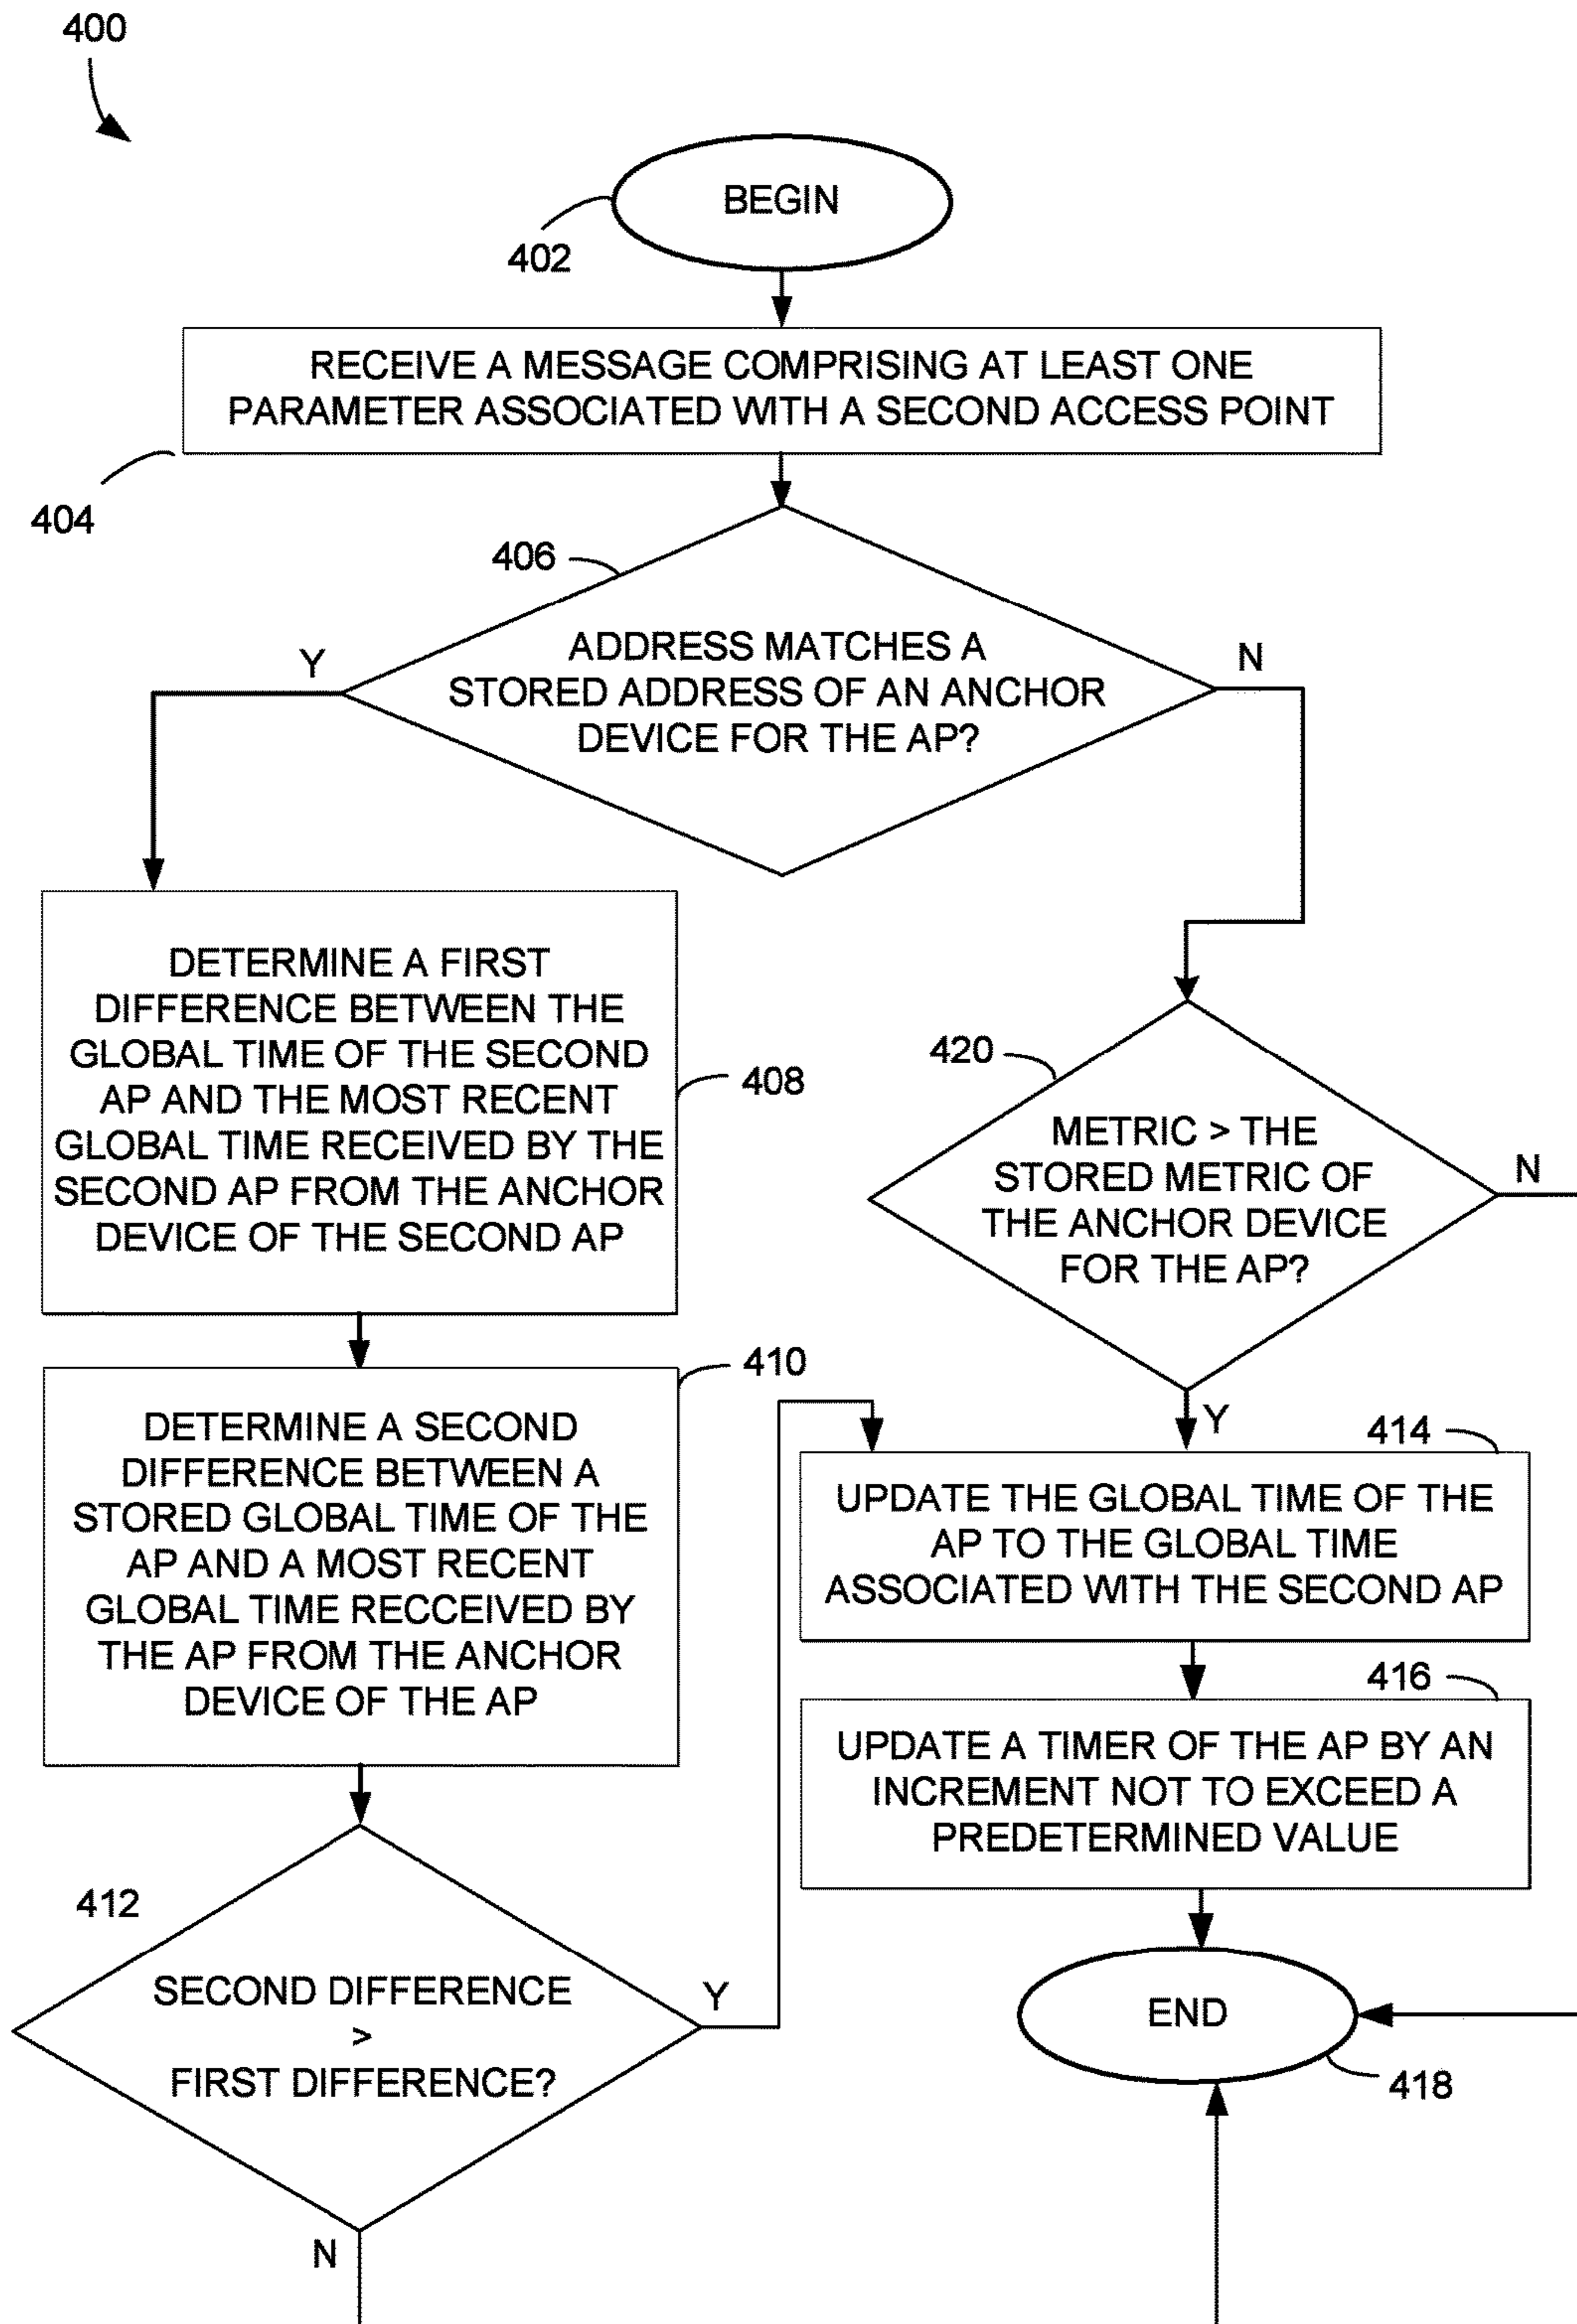 400
BEGIN
402
RECEIVE A MESSAGE COMPRISING AT LEAST ONE
PARAMETER ASSOCIATED WITH A SECOND ACCESS POINT
404
406
ADDRESS MATCHES A
STORED ADDRESS OF AN ANCHOR
DEVICE FOR THE AP?
Y
N
DETERMINE A FIRST
DIFFERENCE BETWEEN THE
GLOBAL TIME OF THE SECOND
AP AND THE MOST RECENT
GLOBAL TIME RECEIVED BY THE
SECOND AP FROM THE ANCHOR
DEVICE OF THE SECOND AP
408
420
METRIC > THE
STORED METRIC OF
THE ANCHOR DEVICE
FOR THE AP?
N
Y
410
DETERMINE A SECOND
DIFFERENCE BETWEEN A
STORED GLOBAL TIME OF THE
AP AND A MOST RECENT
GLOBAL TIME RECCEIVED BY
THE AP FROM THE ANCHOR
DEVICE OF THE AP
414
UPDATE THE GLOBAL TIME OF THE
AP TO THE GLOBAL TIME
ASSOCIATED WITH THE SECOND AP
416
UPDATE A TIMER OF THE AP BY AN
INCREMENT NOT TO EXCEED A
PREDETERMINED VALUE
412
SECOND DIFFERENCE
>
FIRST DIFFERENCE?
Y
N
END
418